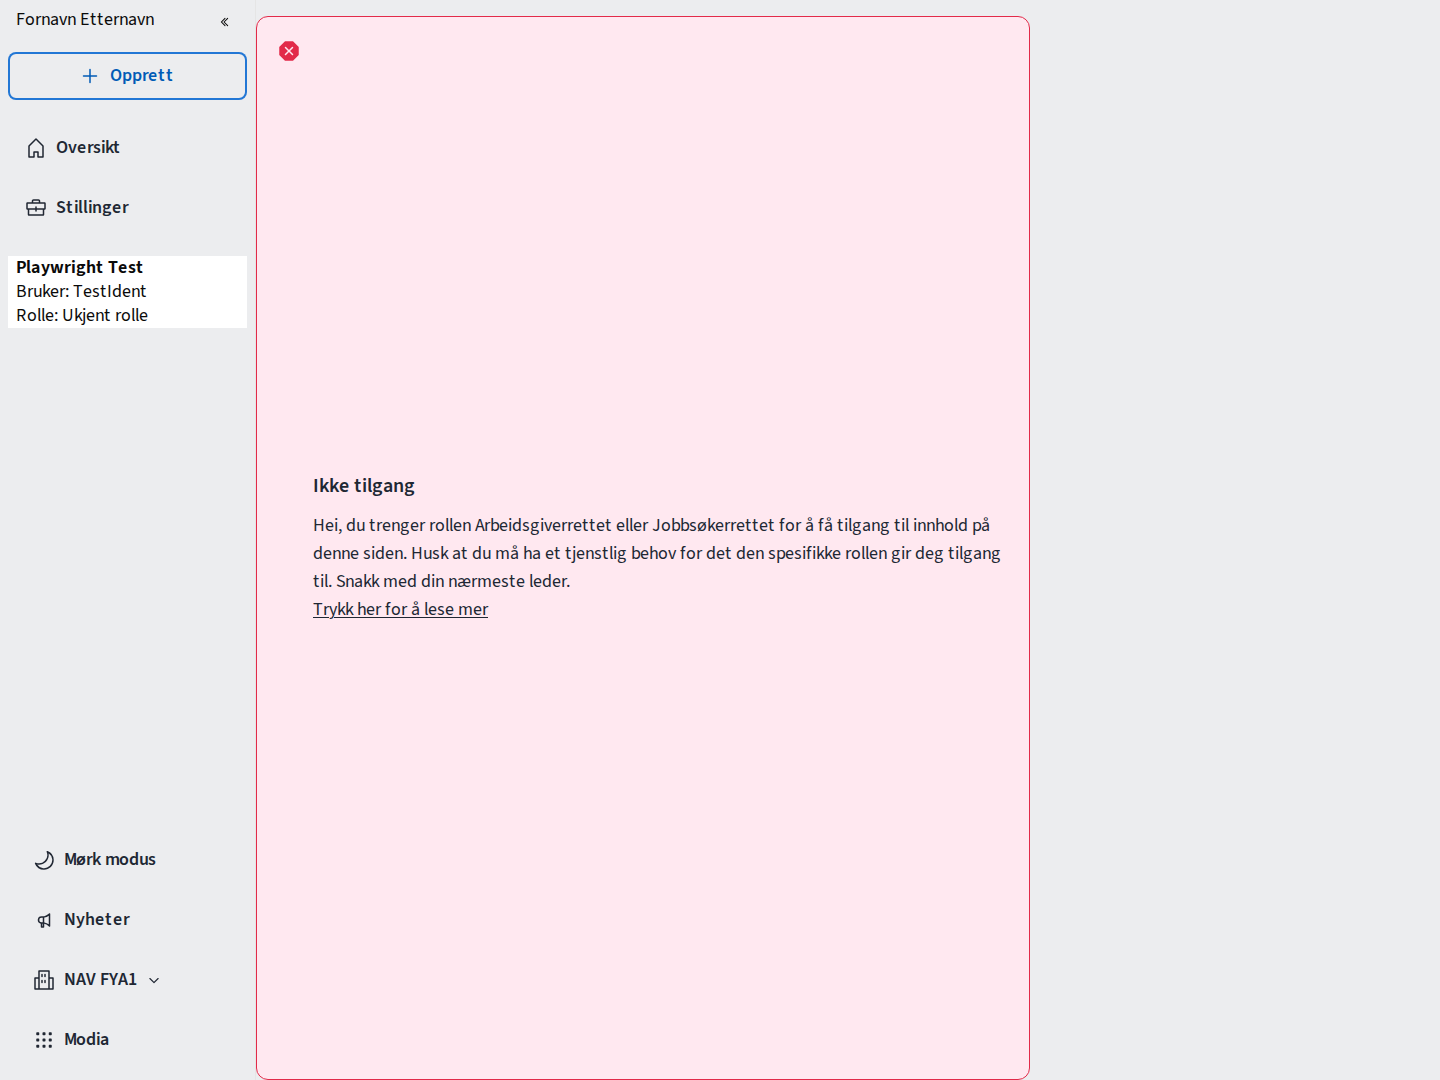 Fornavn Etternavn
Opprett
Oversikt
Stillinger
Playwright Test
Bruker: TestIdent
Rolle: Ukjent rolle
Ikke tilgang
Hei, du trenger rollen Arbeidsgiverrettet eller Jobbsøkerrettet for å få tilgang til innhold på
denne siden. Husk at du må ha et tjenstlig behov for det den spesifikke rollen gir deg tilgang
til. Snakk med din nærmeste leder.
Trykk her for å lese mer
Mørk modus
Nyheter
NAV FYA1
Modia